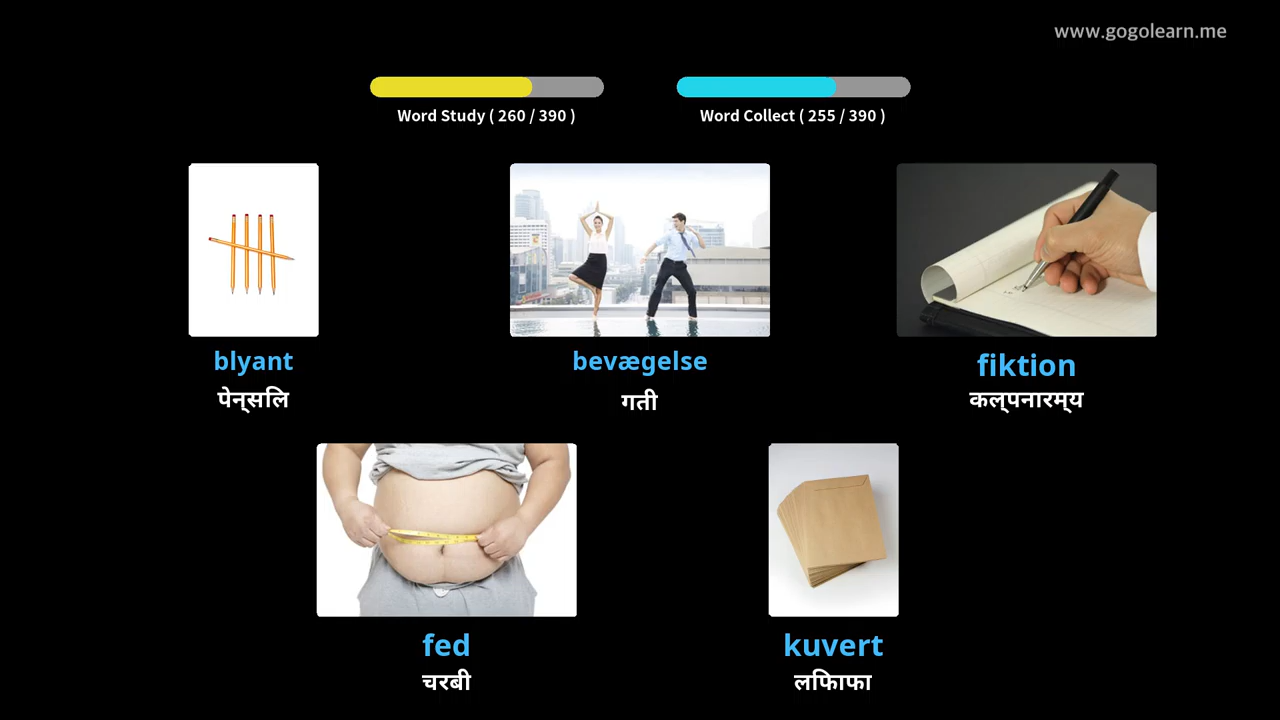 www.gogolearn.me
Word Study ( 260 / 390 )
Word Collect ( 255 / 390 )
blyant
bevægelse
fiktion
पेन्सलि
गती
कल्पनारम्य
fed
kuvert
चरबी
लफिाफा